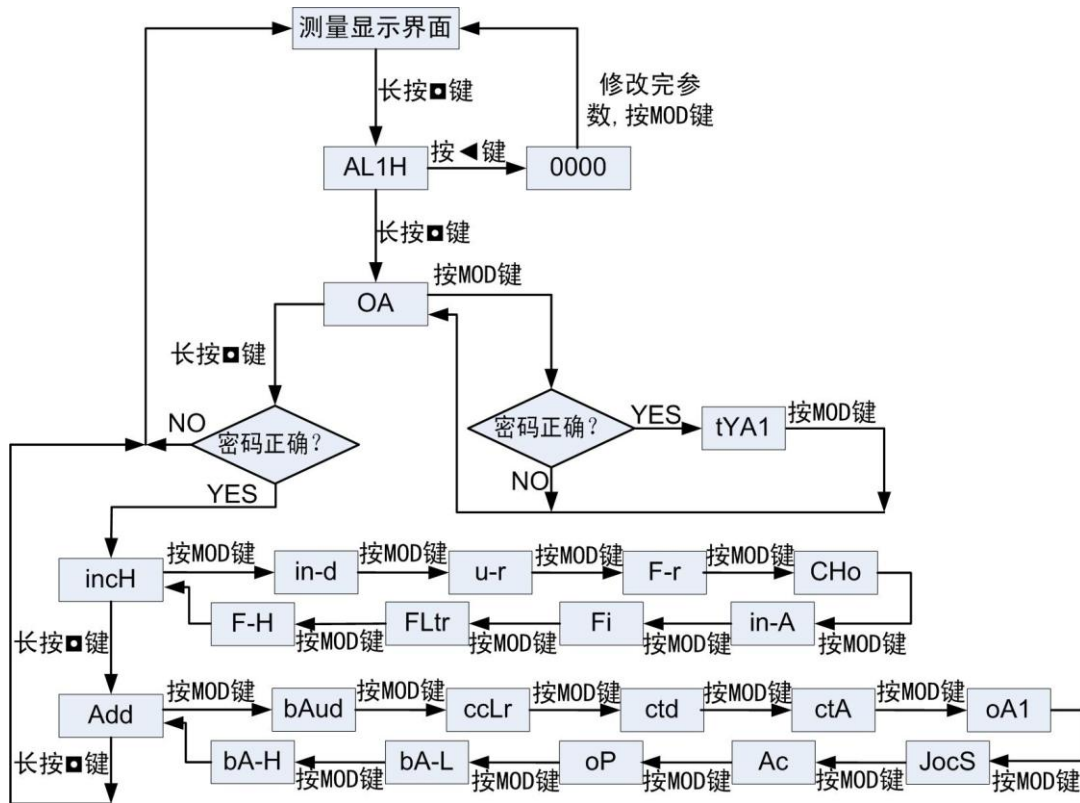 测量显示界面
长按◘键
修改完参
数,按MOD键
AL1H
按◀键
0000
长按◘键
OA
按MOD键
长按◘键
密码正确?
NO
YES
密码正确?
YES
NO
tYA1
按MOD键
incH
按MOD键
in-d
按MOD键
u-r
按MOD键
F-r
按MOD键
CHo
F-H
按MOD键
FLtr
按MOD键
Fi
按MOD键
in-A
按MOD键
长按◘键
Add
按MOD键
bAud
按MOD键
ccLr
按MOD键
ctd
按MOD键
ctA
按MOD键
oA1
bA-H
按MOD键
bA-L
按MOD键
oP
按MOD键
Ac
按MOD键
JocS
按MOD键
长按◘键